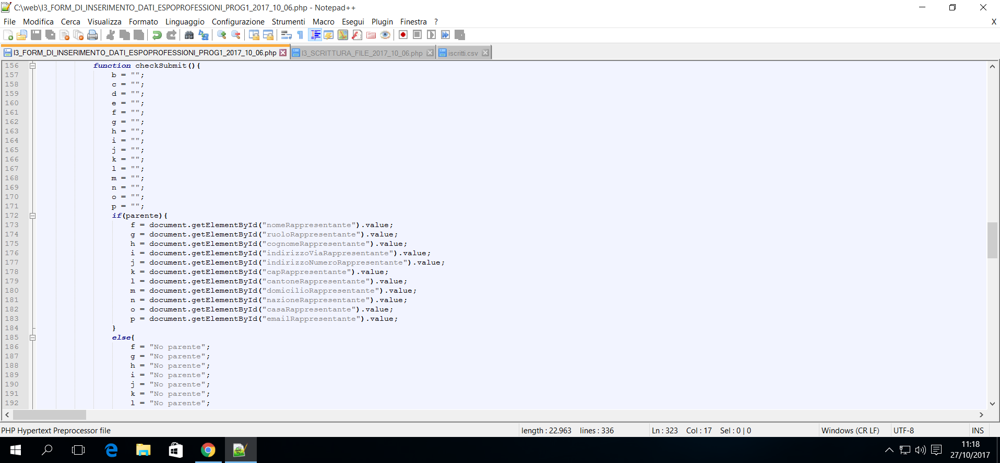 C:\web\I3_FORM_DI_INSERIMENTO_DATI_ESPOPROFESSIONI_PROG1_2017_10_06.php - Notepad++
File Modifica Cerca Visualizza Formato Linguaggio Configurazione Strumenti Macro Esegui Plugin Finestra ? X
I3_FORM_DI_INSERIMENTO_DATI_ESPOPROFESSIONI_PROG1_2017_10_06.php I3_SCRITTURA_FILE_2017_10_06.php iscritti.csv
156 function checkSubmit(){
157 b = "";
158 c = "";
159 d = "";
160 e = "";
161 f = "";
162 g = "";
163 h = "";
164 i = "";
165 j = "";
166 k = "";
167 l = "";
168 m = "";
169 n = "";
170 o = "";
171 p = "";
172 if(parente){
173 f = document.getElementById("nomeRappresentante").value;
174 g = document.getElementById("ruoloRappresentante").value;
175 h = document.getElementById("cognomeRappresentante").value;
176 i = document.getElementById("indirizzoViaRappresentante").value;
177 j = document.getElementById("indirizzoNumeroRappresentante").value;
178 k = document.getElementById("capRappresentante").value;
179 l = document.getElementById("cantoneRappresentante").value;
180 m = document.getElementById("domicilioRappresentante").value;
181 n = document.getElementById("nazioneRappresentante").value;
182 o = document.getElementById("casaRappresentante").value;
183 p = document.getElementById("emailRappresentante").value;
184 }
185 else{
186 f = "No parente";
187 g = "No parente";
188 h = "No parente";
189 i = "No parente";
190 j = "No parente";
191 k = "No parente";
192 l = "No parente";
PHP Hypertext Preprocessor file length : 22.963 lines : 336 Ln : 323 Col : 17 Sel : 0 | 0 Windows (CR LF) UTF-8 INS
11:18
27/10/2017